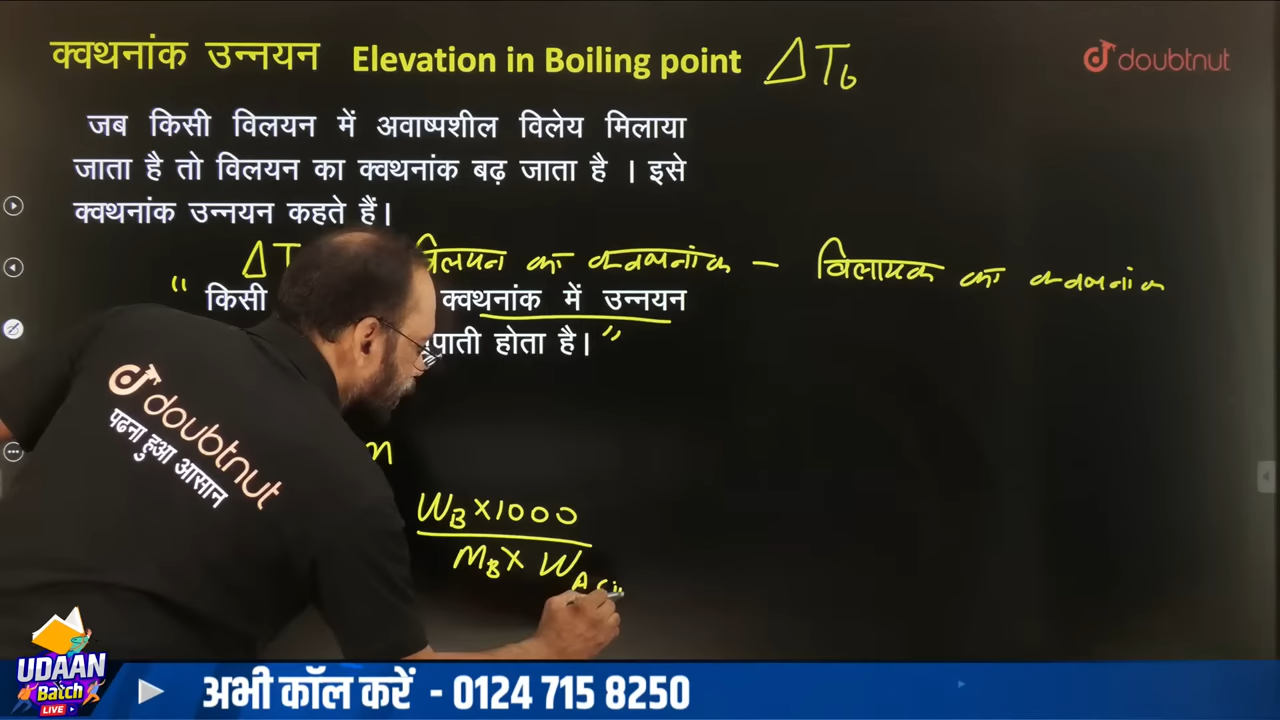 क्वथनांक उन्नयन Elevation in Boiling point ΔTb
doubtnut
जब किसी विलयन में अवाष्पशील विलेय मिलाया
जाता है तो विलयन का क्वथनांक बढ़ जाता है । इसे
क्वथनांक उन्नयन कहते हैं।
ΔT विलयन का क्वथनांक - विलायक का क्वथनांक
" किसी क्वथनांक में उन्नयन
पाती होता है। "
m
WB×1000
MB× WA
doubtnut
पढना हुआ आसान
UDAAN
Batch
LIVE
अभी कॉल करें - 0124 715 8250